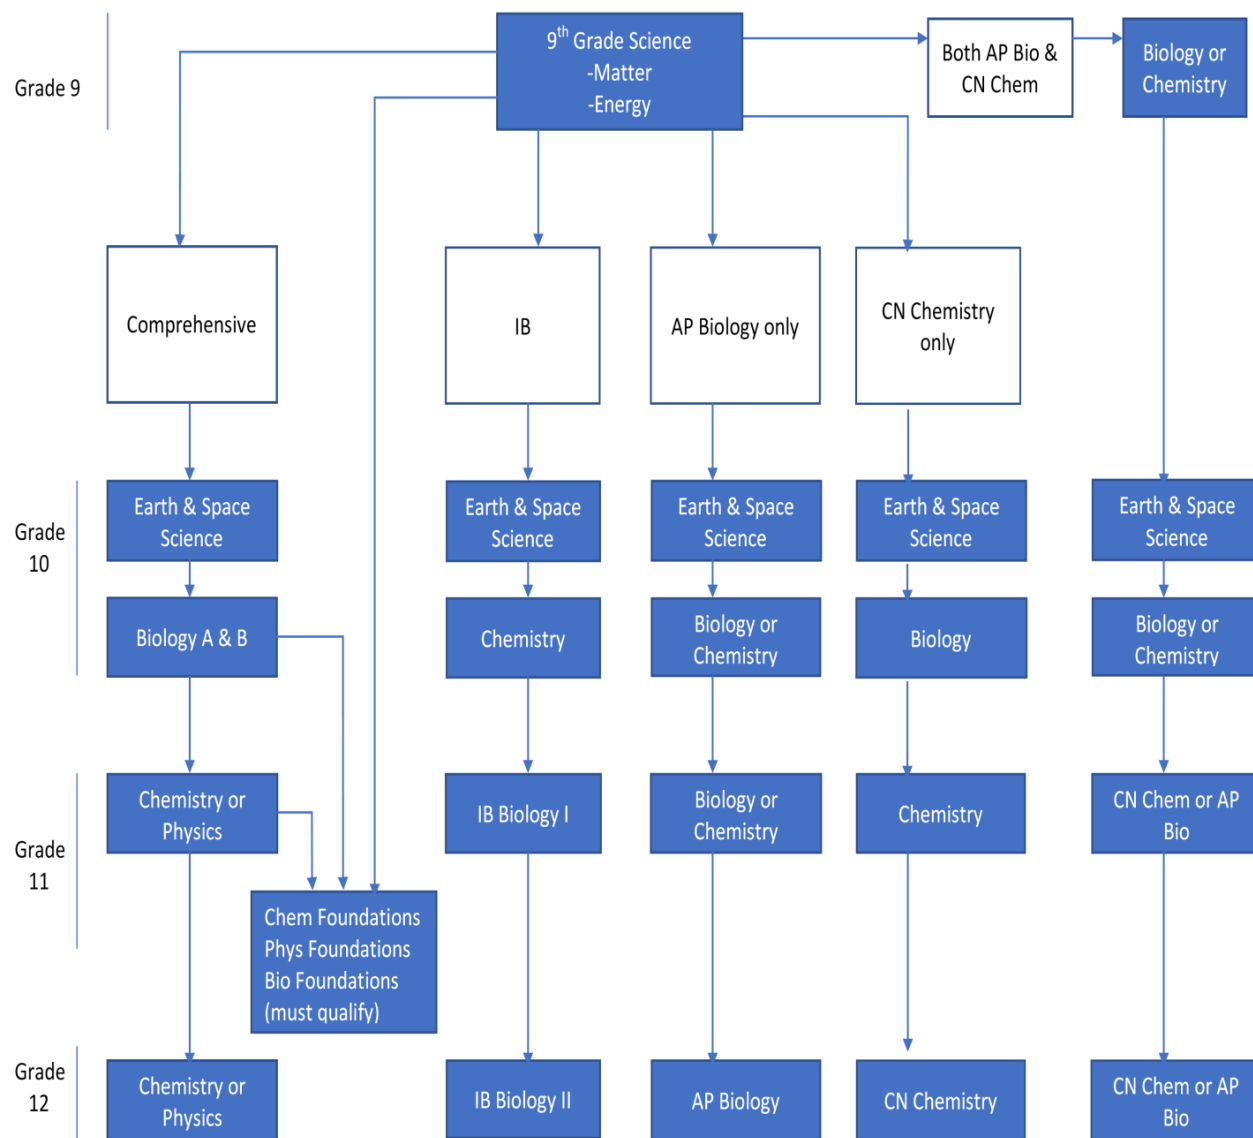 Grade 9
9th Grade Science
-Matter
-Energy
Both AP Bio &
CN Chem
Biology or
Chemistry
Comprehensive
IB
AP Biology only
CN Chemistry
only
Grade
10
Earth & Space
Science
Earth & Space
Science
Earth & Space
Science
Earth & Space
Science
Earth & Space
Science
Biology A & B
Chemistry
Biology or
Chemistry
Biology
Biology or
Chemistry
Grade
11
Chemistry or
Physics
IB Biology I
Biology or
Chemistry
Chemistry
CN Chem or AP
Bio
Chem Foundations
Phys Foundations
Bio Foundations
(must qualify)
Grade
12
Chemistry or
Physics
IB Biology II
AP Biology
CN Chemistry
CN Chem or AP
Bio